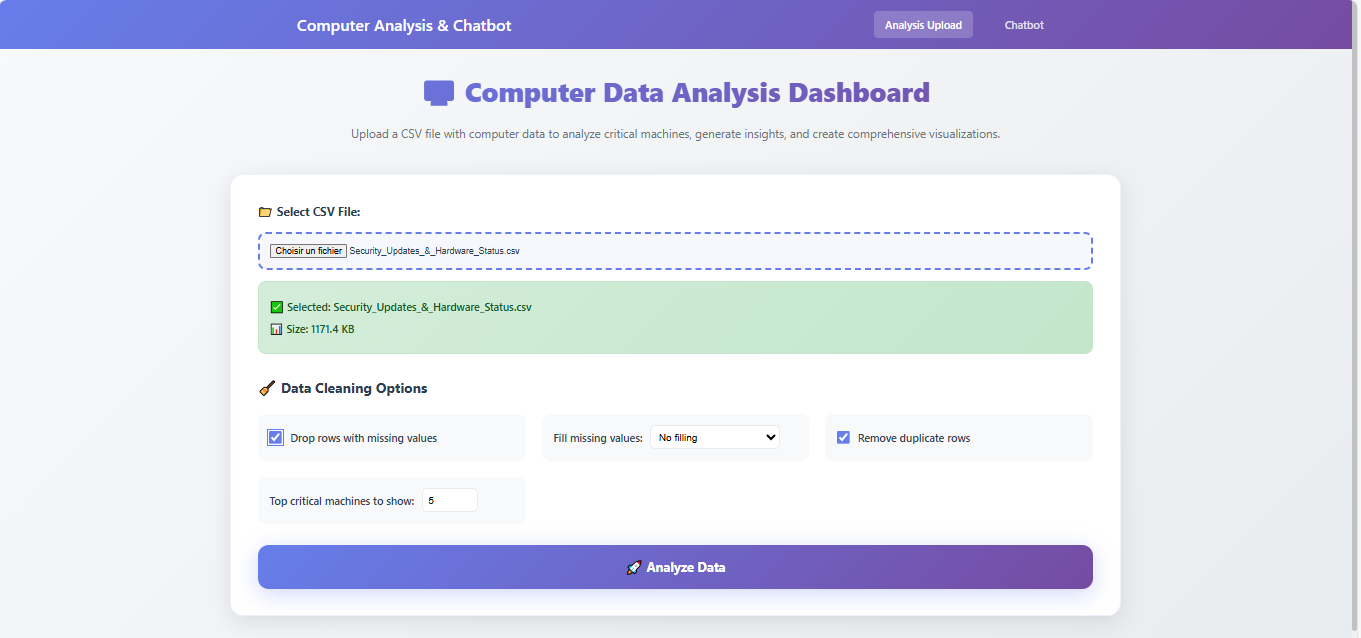 Computer Analysis & Chatbot
Analysis Upload
Chatbot
Computer Data Analysis Dashboard
Upload a CSV file with computer data to analyze critical machines, generate insights, and create comprehensive visualizations.
Select CSV File:
Choisir un fichier Security_Updates_&_Hardware_Status.csv
Selected: Security_Updates_&_Hardware_Status.csv
Size: 1171.4 KB
Data Cleaning Options
Drop rows with missing values
Fill missing values: No filling
Remove duplicate rows
Top critical machines to show: 5
Analyze Data